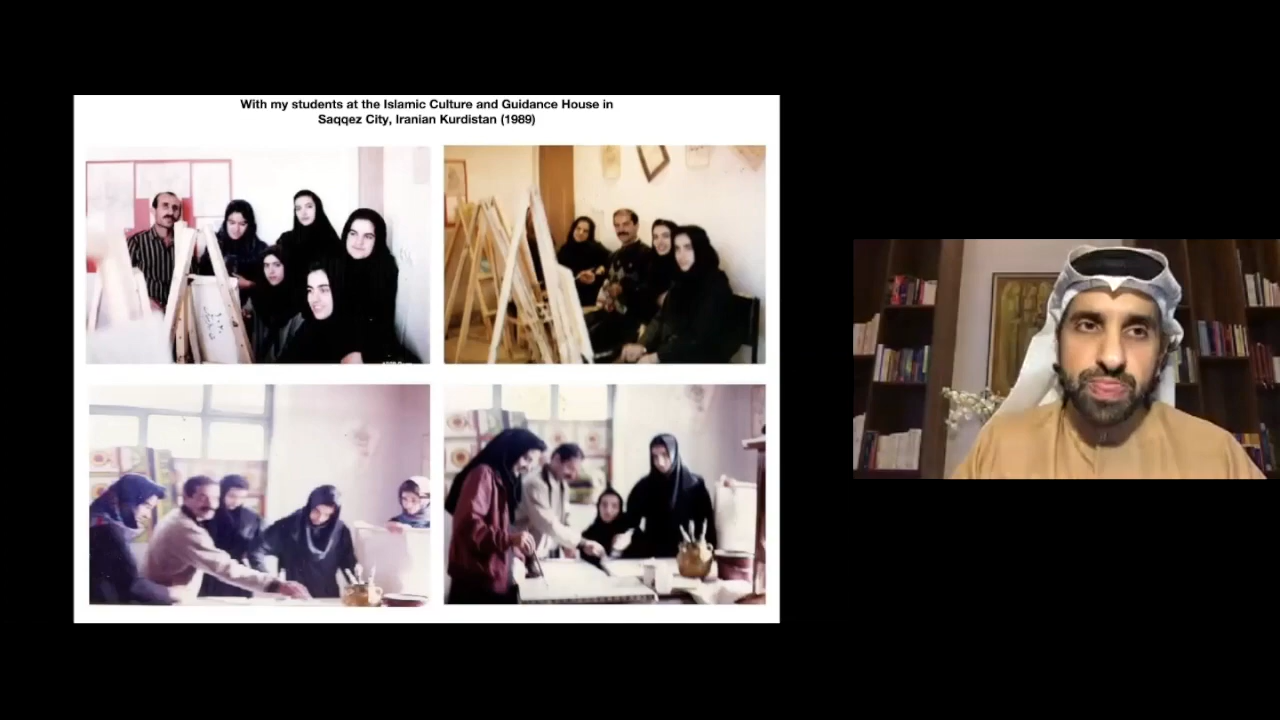 With my students at the Islamic Culture and Guidance House in
Saqqez City, Iranian Kurdistan (1989)